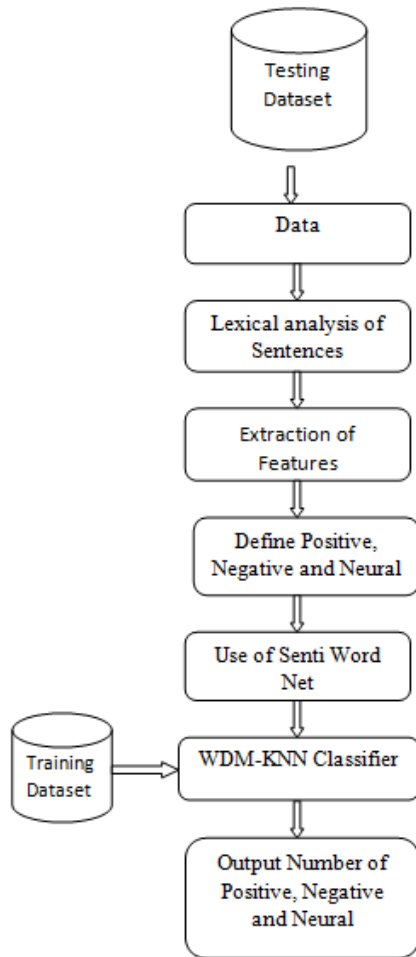 Testing
Dataset
Data
Lexical analysis of
Sentences
Extraction of
Features
Define Positive,
Negative and Neural
Use of Senti Word
Net
Training
Dataset
WDM-KNN Classifier
Output Number of
Positive, Negative
and Neural